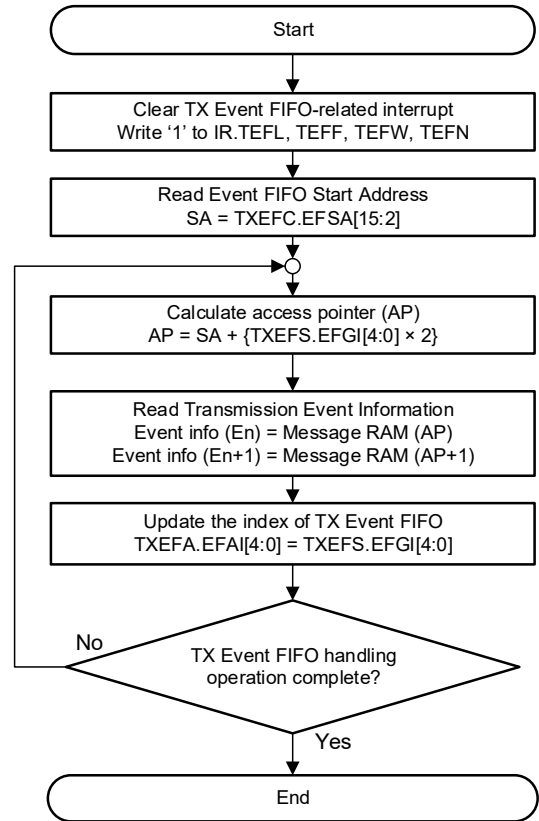 Start
Clear TX Event FIFO-related interrupt
Write ‘1’ to IR.TEFL, TEFF, TEFW, TEFN
Read Event FIFO Start Address
SA = TXEFC.EFSA[15:2]
Calculate access pointer (AP)
AP = SA + {TXEFS.EFGI[4:0] × 2}
Read Transmission Event Information
Event info (En) = Message RAM (AP)
Event info (En+1) = Message RAM (AP+1)
Update the index of TX Event FIFO
TXEFA.EFAI[4:0] = TXEFS.EFGI[4:0]
No
TX Event FIFO handling
operation complete?
Yes
End